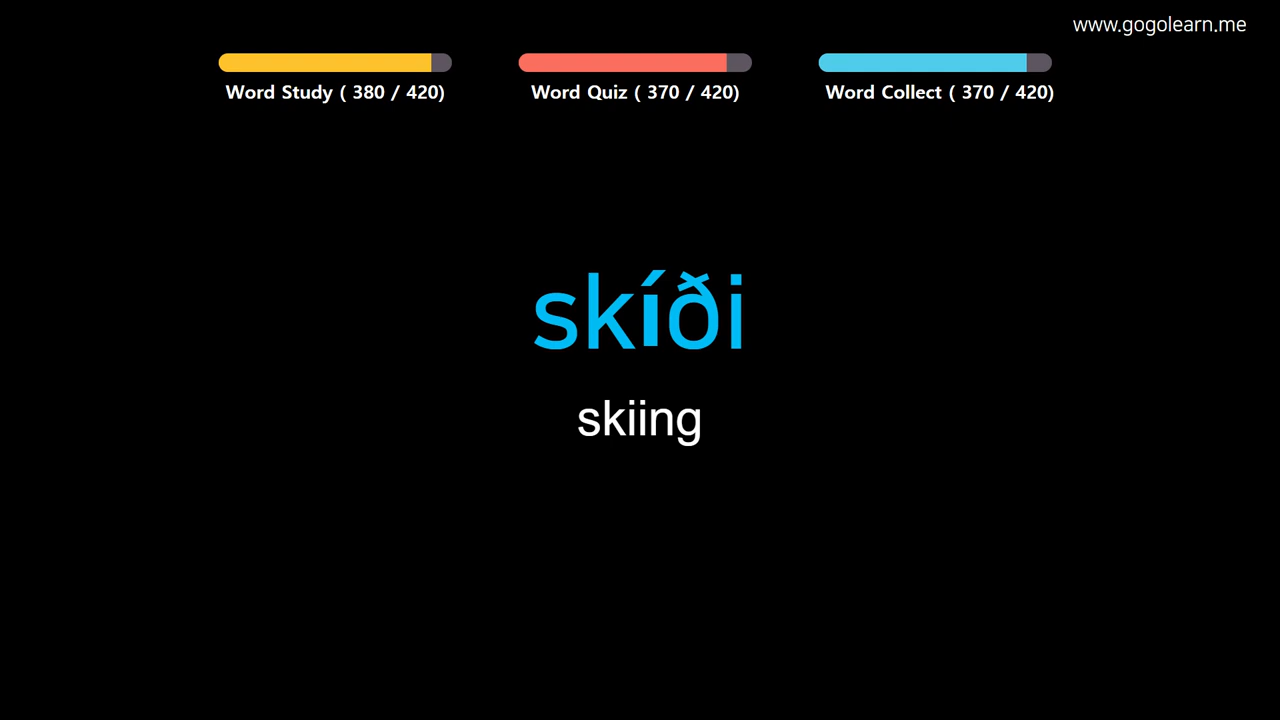 www.gogolearn.me
Word Study ( 380 / 420)
Word Quiz ( 370 / 420)
Word Collect ( 370 / 420)
skíði
skiing